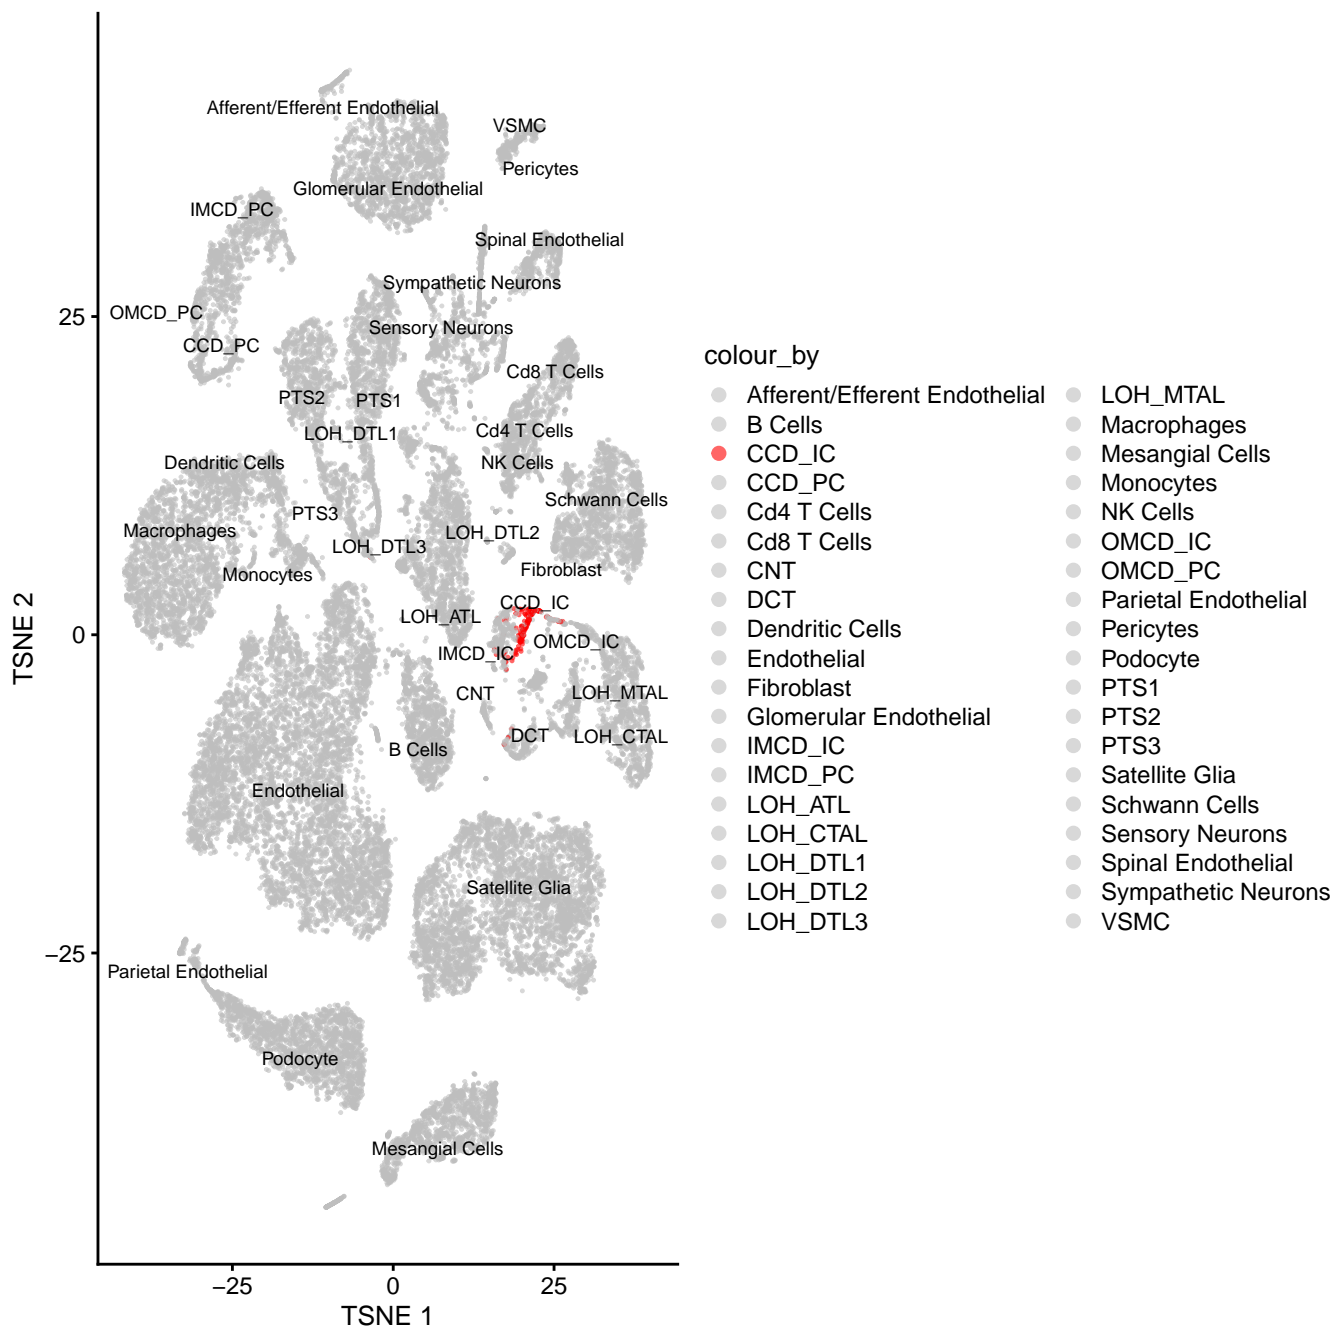 Afferent/Efferent Endothelial
VSMC
Pericytes
Glomerular Endothelial
IMCD_PC
Spinal Endothelial
Sympathetic Neurons
OMCD_PC
Sensory Neurons
CCD_PC
Cd8 T Cells
PTS2
PTS1
Cd4 T Cells
LOH_DTL1
Dendritic Cells
NK Cells
Schwann Cells
PTS3
Macrophages
LOH_DTL2
LOH_DTL3
Fibroblast
Monocytes
CCD_IC
LOH_ATL
OMCD_IC
IMCD_IC
CNT
LOH_MTAL
DCT
LOH_CTAL
B Cells
Endothelial
Satellite Glia
Parietal Endothelial
Podocyte
Mesangial Cells
25
0
−25
TSNE 2
−25
0
25
TSNE 1
colour_by
Afferent/Efferent Endothelial
B Cells
CCD_IC
CCD_PC
Cd4 T Cells
Cd8 T Cells
CNT
DCT
Dendritic Cells
Endothelial
Fibroblast
Glomerular Endothelial
IMCD_IC
IMCD_PC
LOH_ATL
LOH_CTAL
LOH_DTL1
LOH_DTL2
LOH_DTL3
LOH_MTAL
Macrophages
Mesangial Cells
Monocytes
NK Cells
OMCD_IC
OMCD_PC
Parietal Endothelial
Pericytes
Podocyte
PTS1
PTS2
PTS3
Satellite Glia
Schwann Cells
Sensory Neurons
Spinal Endothelial
Sympathetic Neurons
VSMC